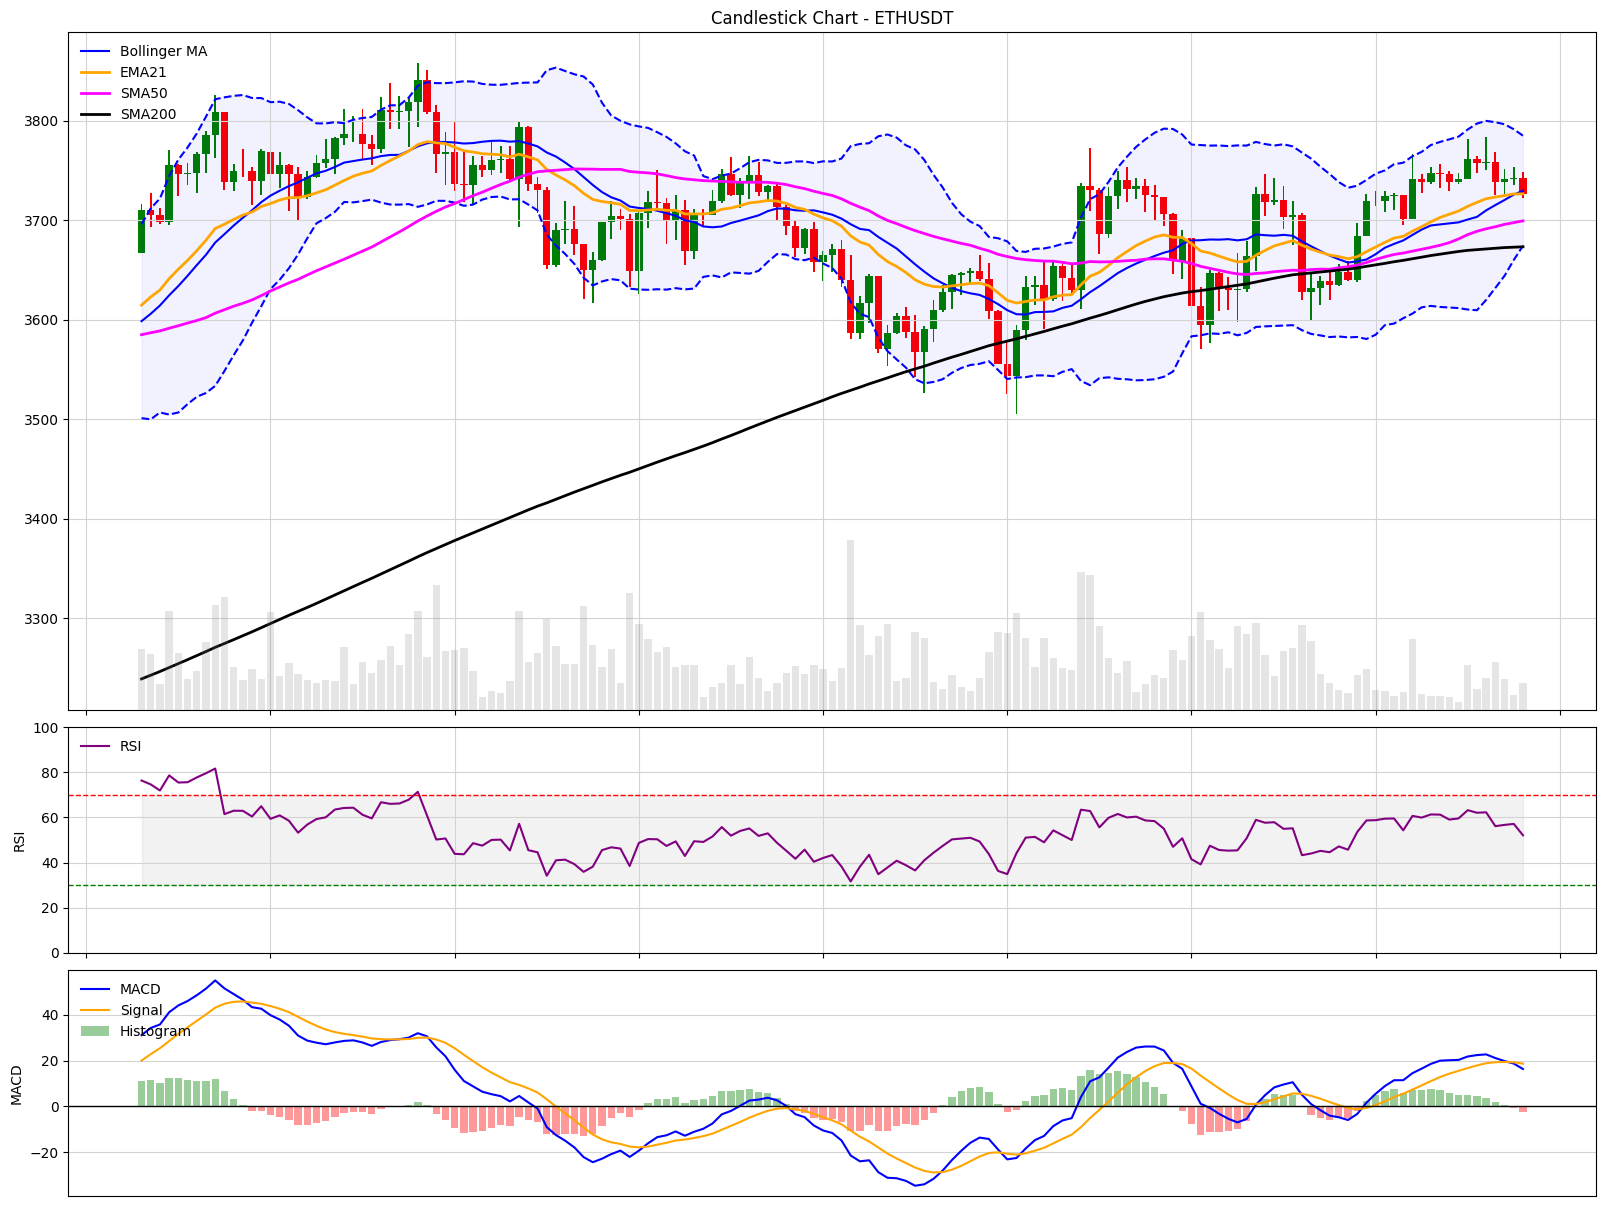 Candlestick Chart - ETHUSDT
Bollinger MA
EMA21
SMA50
SMA200
3800
3700
3600
3500
3400
3300
RSI
100
80
60
40
20
0
RSI
MACD
Signal
Histogram
40
20
0
−20
MACD